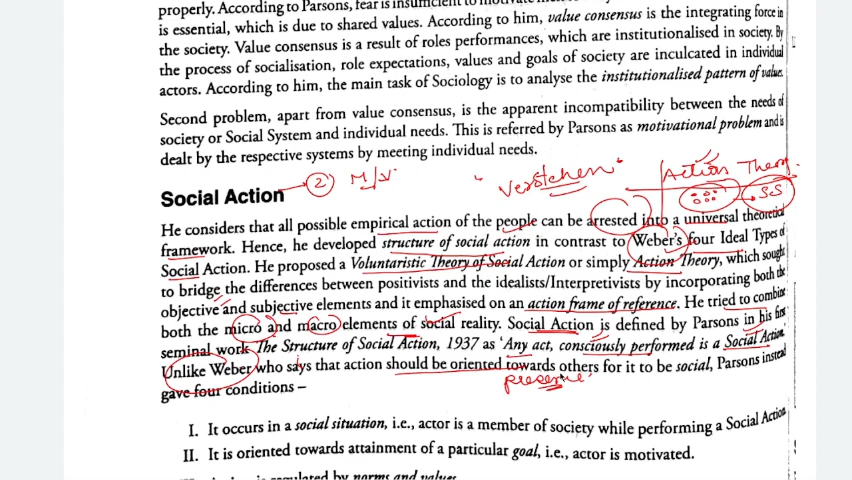 properly. According to Parsons, fear is insufficient to
is essential, which is due to shared values. According to him, value consensus is the integrating force in
the society. Value consensus is a result of roles performances, which are institutionalised in society. By
the process of socialisation, role expectations, values and goals of society are inculcated in individual
actors. According to him, the main task of Sociology is to analyse the institutionalised pattern of value.
Second problem, apart from value consensus, is the apparent incompatibility between the needs of
society or Social System and individual needs. This is referred by Parsons as motivational problem and is
dealt by the respective systems by meeting individual needs.
② M/V "Verstehen" Action Theory.
Social Action
S.S
He considers that all possible empirical action of the people can be arrested into a universal theoretical
framework. Hence, he developed structure of social action in contrast to Weber's four Ideal Types of
Social Action. He proposed a Voluntaristic Theory of Social Action or simply Action Theory, which sought
to bridge the differences between positivists and the idealists/Interpretivists by incorporating both the
objective and subjective elements and it emphasised on an action frame of reference. He tried to combine
both the micro and macro elements of social reality. Social Action is defined by Parsons in his first
seminal work The Structure of Social Action, 1937 as 'Any act, consciously performed is a Social Action.'
Unlike Weber who says that action should be oriented towards others for it to be social, Parsons instead
presence
gave four conditions –
I. It occurs in a social situation, i.e., actor is a member of society while performing a Social Action
II. It is oriented towards attainment of a particular goal, i.e., actor is motivated.
is regulated by norms and values